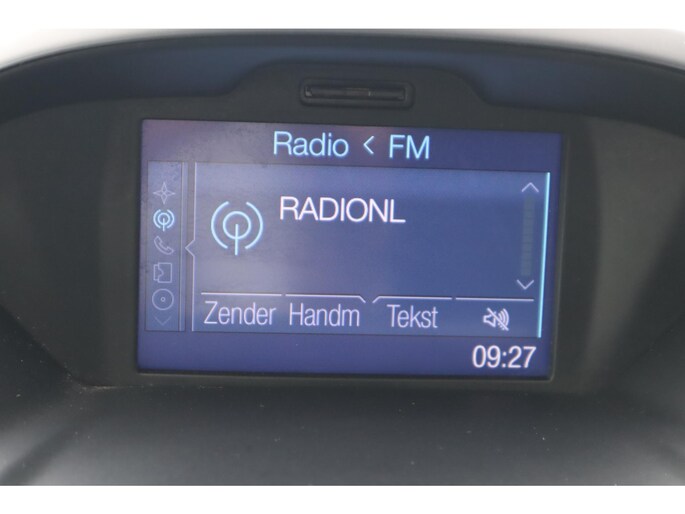 Radio < FM
RADIONL
Zender Handm Tekst
09:27